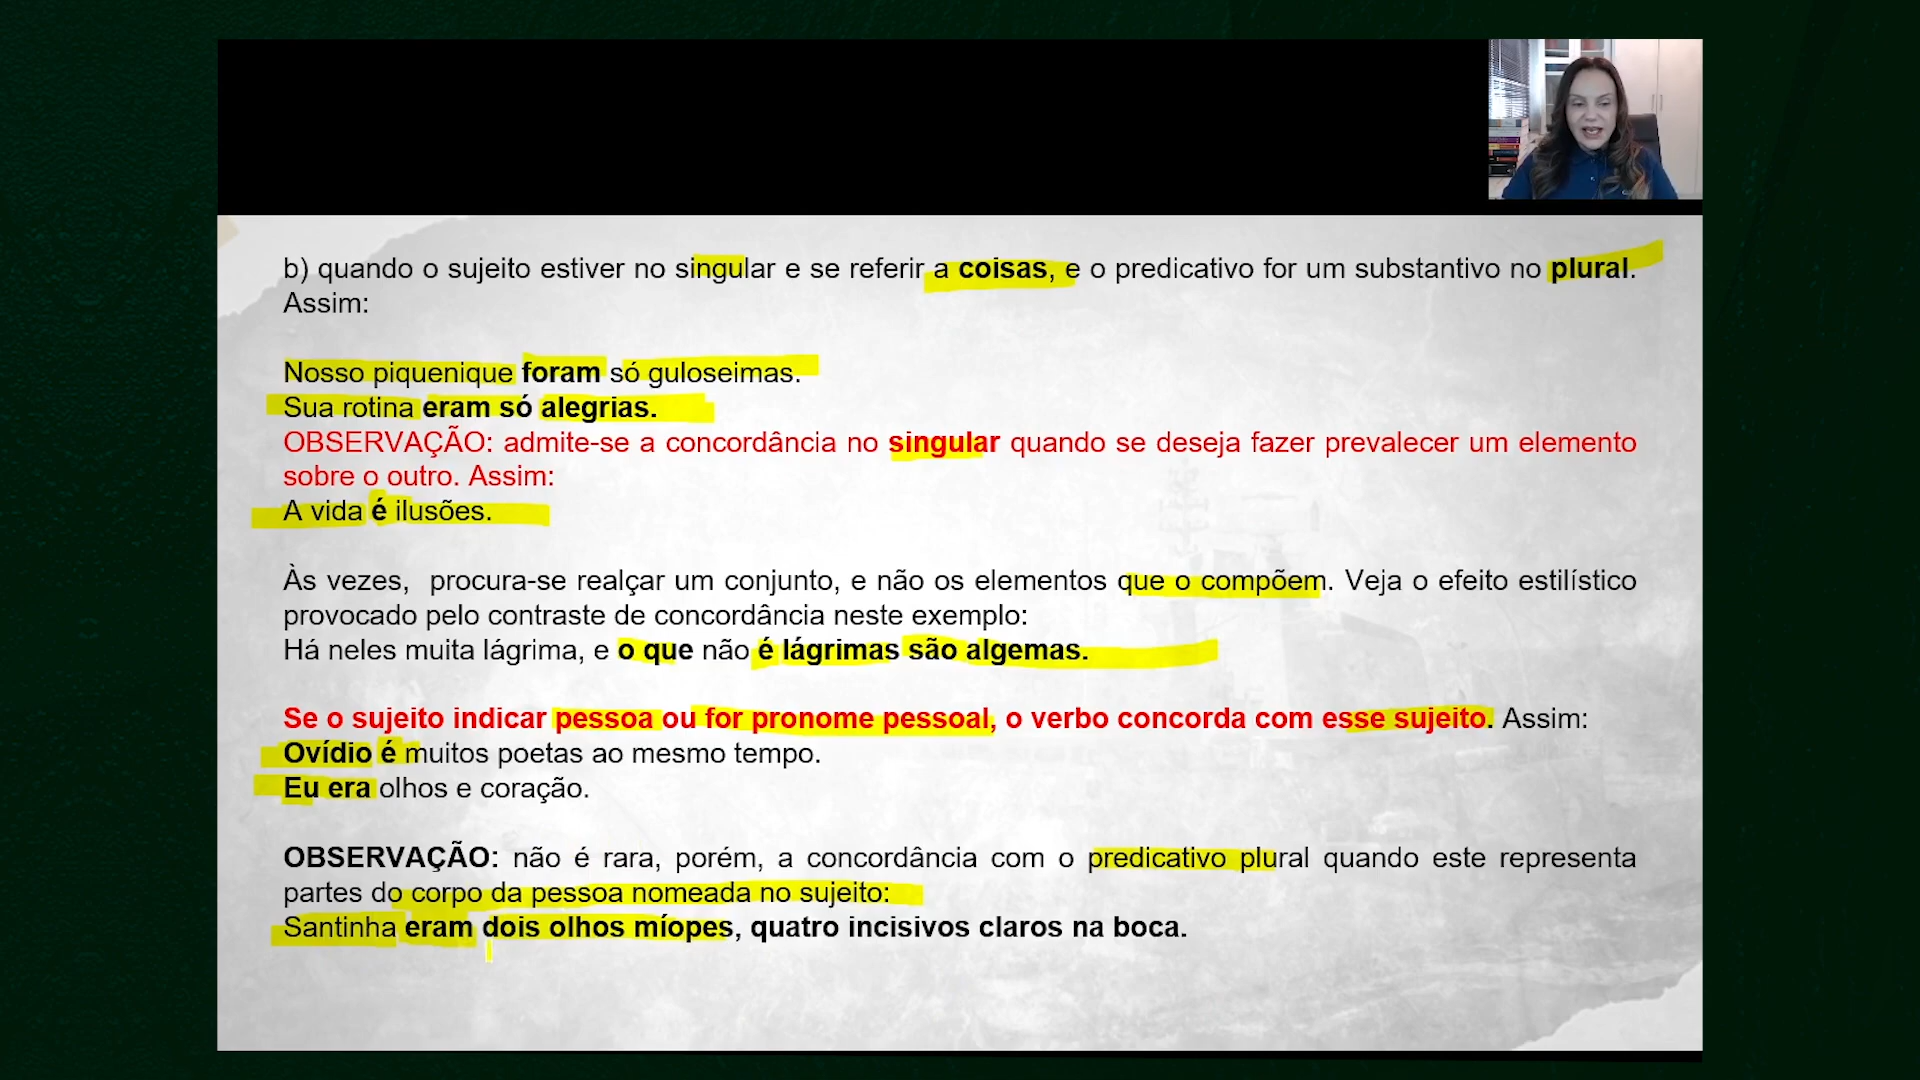 b) quando o sujeito estiver no singular e se referir a coisas, e o predicativo for um substantivo no plural.
Assim:
Nosso piquenique foram só guloseimas.
Sua rotina eram só alegrias.
OBSERVAÇÃO: admite-se a concordância no singular quando se deseja fazer prevalecer um elemento
sobre o outro. Assim:
A vida é ilusões.
Às vezes, procura-se realçar um conjunto, e não os elementos que o compõem. Veja o efeito estilístico
provocado pelo contraste de concordância neste exemplo:
Há neles muita lágrima, e o que não é lágrimas são algemas.
Se o sujeito indicar pessoa ou for pronome pessoal, o verbo concorda com esse sujeito. Assim:
Ovídio é muitos poetas ao mesmo tempo.
Eu era olhos e coração.
OBSERVAÇÃO: não é rara, porém, a concordância com o predicativo plural quando este representa
partes do corpo da pessoa nomeada no sujeito:
Santinha eram dois olhos míopes, quatro incisivos claros na boca.